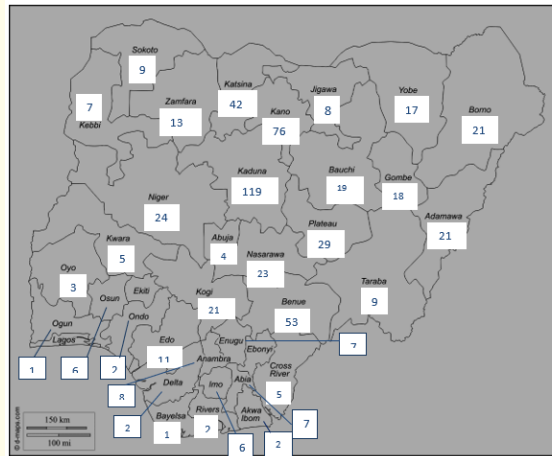 Sokoto
9
Katsina
42
Jigawa
8
Yobe
17
Borno
21
7
Kebbi
Zamfara
13
Kano
76
Kaduna
119
Bauchi
19
Gombe
18
Niger
24
Adamawa
21
Plateau
29
Abuja
4
Kwara
5
Nasarawa
23
Oyo
3
Taraba
9
Osun
Ekiti
Kogi
21
Benue
53
Ondo
Ogun
Lagos
Edo
11
Enugu
Ebonyi
7
Anambra
Cross
River
5
1
6
2
8
Delta
Imo
Abia
2
Bayelsa
1
Rivers
2
Akwa
Ibom
6
2
7
150 km
100 mi
© d-maps.com